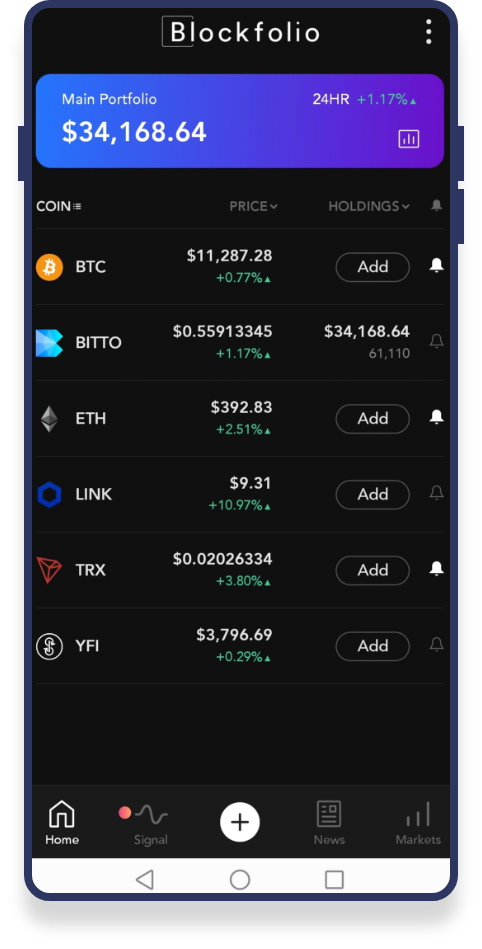 Blockfolio
Main Portfolio 24HR +1.17%▲
$34,168.64
COIN PRICE HOLDINGS
BTC $11,287.28 Add
+0.77%▲
BITTO $0.55913345 $34,168.64
+1.17%▲ 61,110
ETH $392.83 Add
+2.51%▲
LINK $9.31 Add
+10.97%▲
TRX $0.02026334 Add
+3.80%▲
YFI $3,796.69 Add
+0.29%▲
Home Signal News Markets